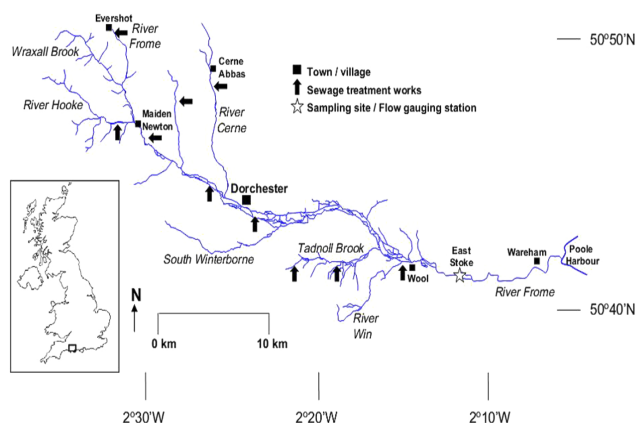 Evershot
River
Frome
Wraxall Brook
Cerne
Abbas
River Hooke
River
Cerne
Maiden
Newton
Town / village
Sewage treatment works
Sampling site / Flow gauging station
50°50'N
Dorchester
South Winterborne
Tadnoll Brook
East
Stoke
Wareham
Poole
Harbour
Wool
River Frome
River
Win
50°40'N
N
0 km
10 km
2°30'W
2°20'W
2°10'W